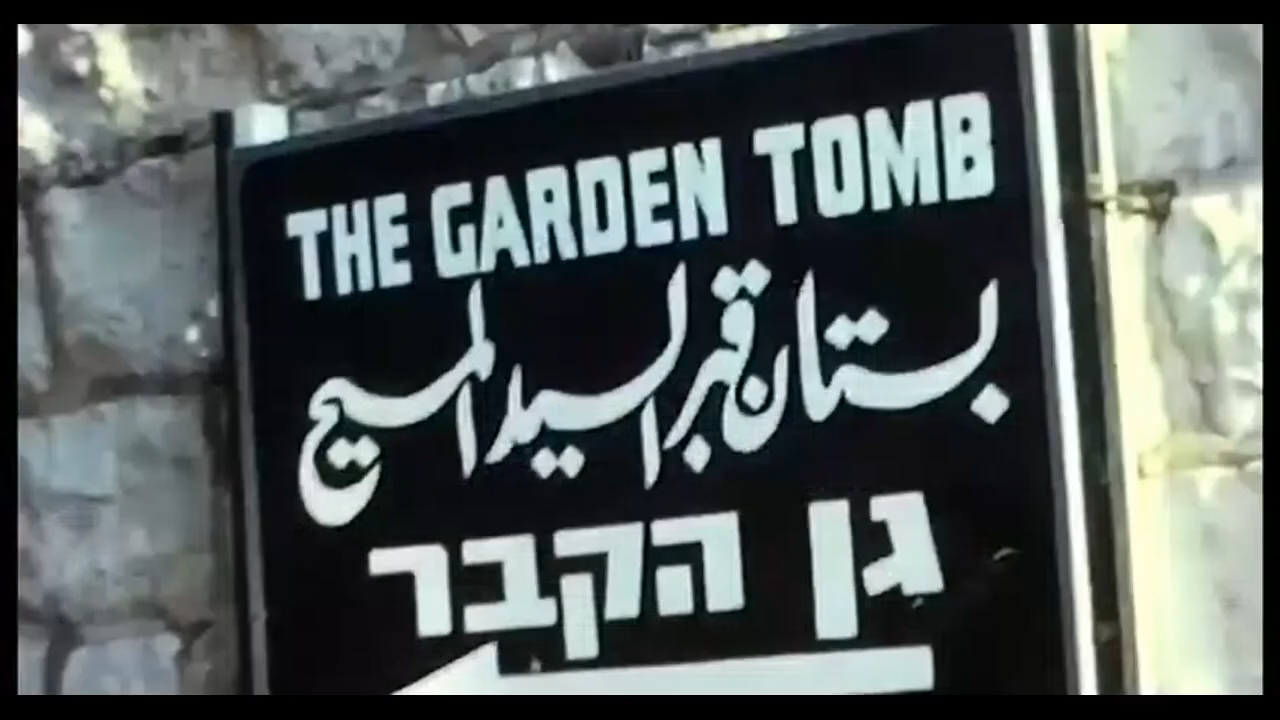 THE GARDEN TOMB
بستان قبر السيد المسيح
גן הקבר